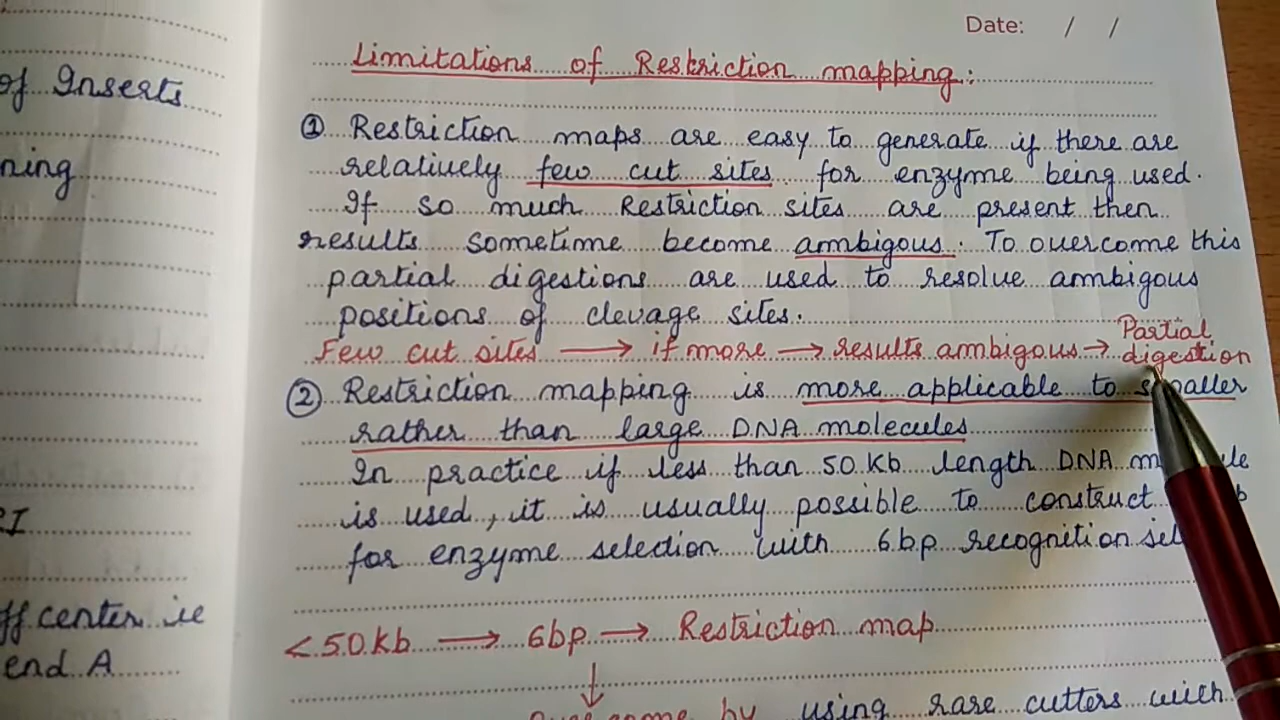 of Inserts
ning
I
ff center ie
end A
Date: / /
Limitations of Restriction mapping:
① Restriction maps are easy to generate if there are
relatively few cut sites for enzyme being used.
If so much Restriction sites are present then
results sometime become ambigous. To overcome this
partial digestions are used to resolve ambigous
positions of clevage sites.
Few cut sites → if more → results ambigous → Partial digestion
② Restriction mapping is more applicable to smaller
rather than large DNA molecules
In practice if less than 50 Kb length DNA
is used, it is usually possible to construct
for enzyme selection with 6bp recognition
<50kb → 6bp → Restriction map
↓
by using rare cutters with